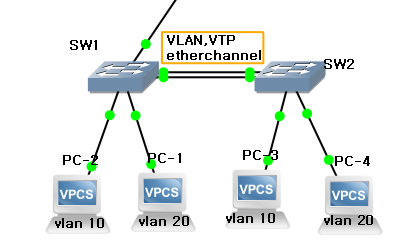 VLAN,VTP
etherchannel
SW1
SW2
PC-2
PC-1
PC-3
PC-4
VPCS
VPCS
VPCS
VPCS
vlan 10
vlan 20
vlan 10
vlan 20